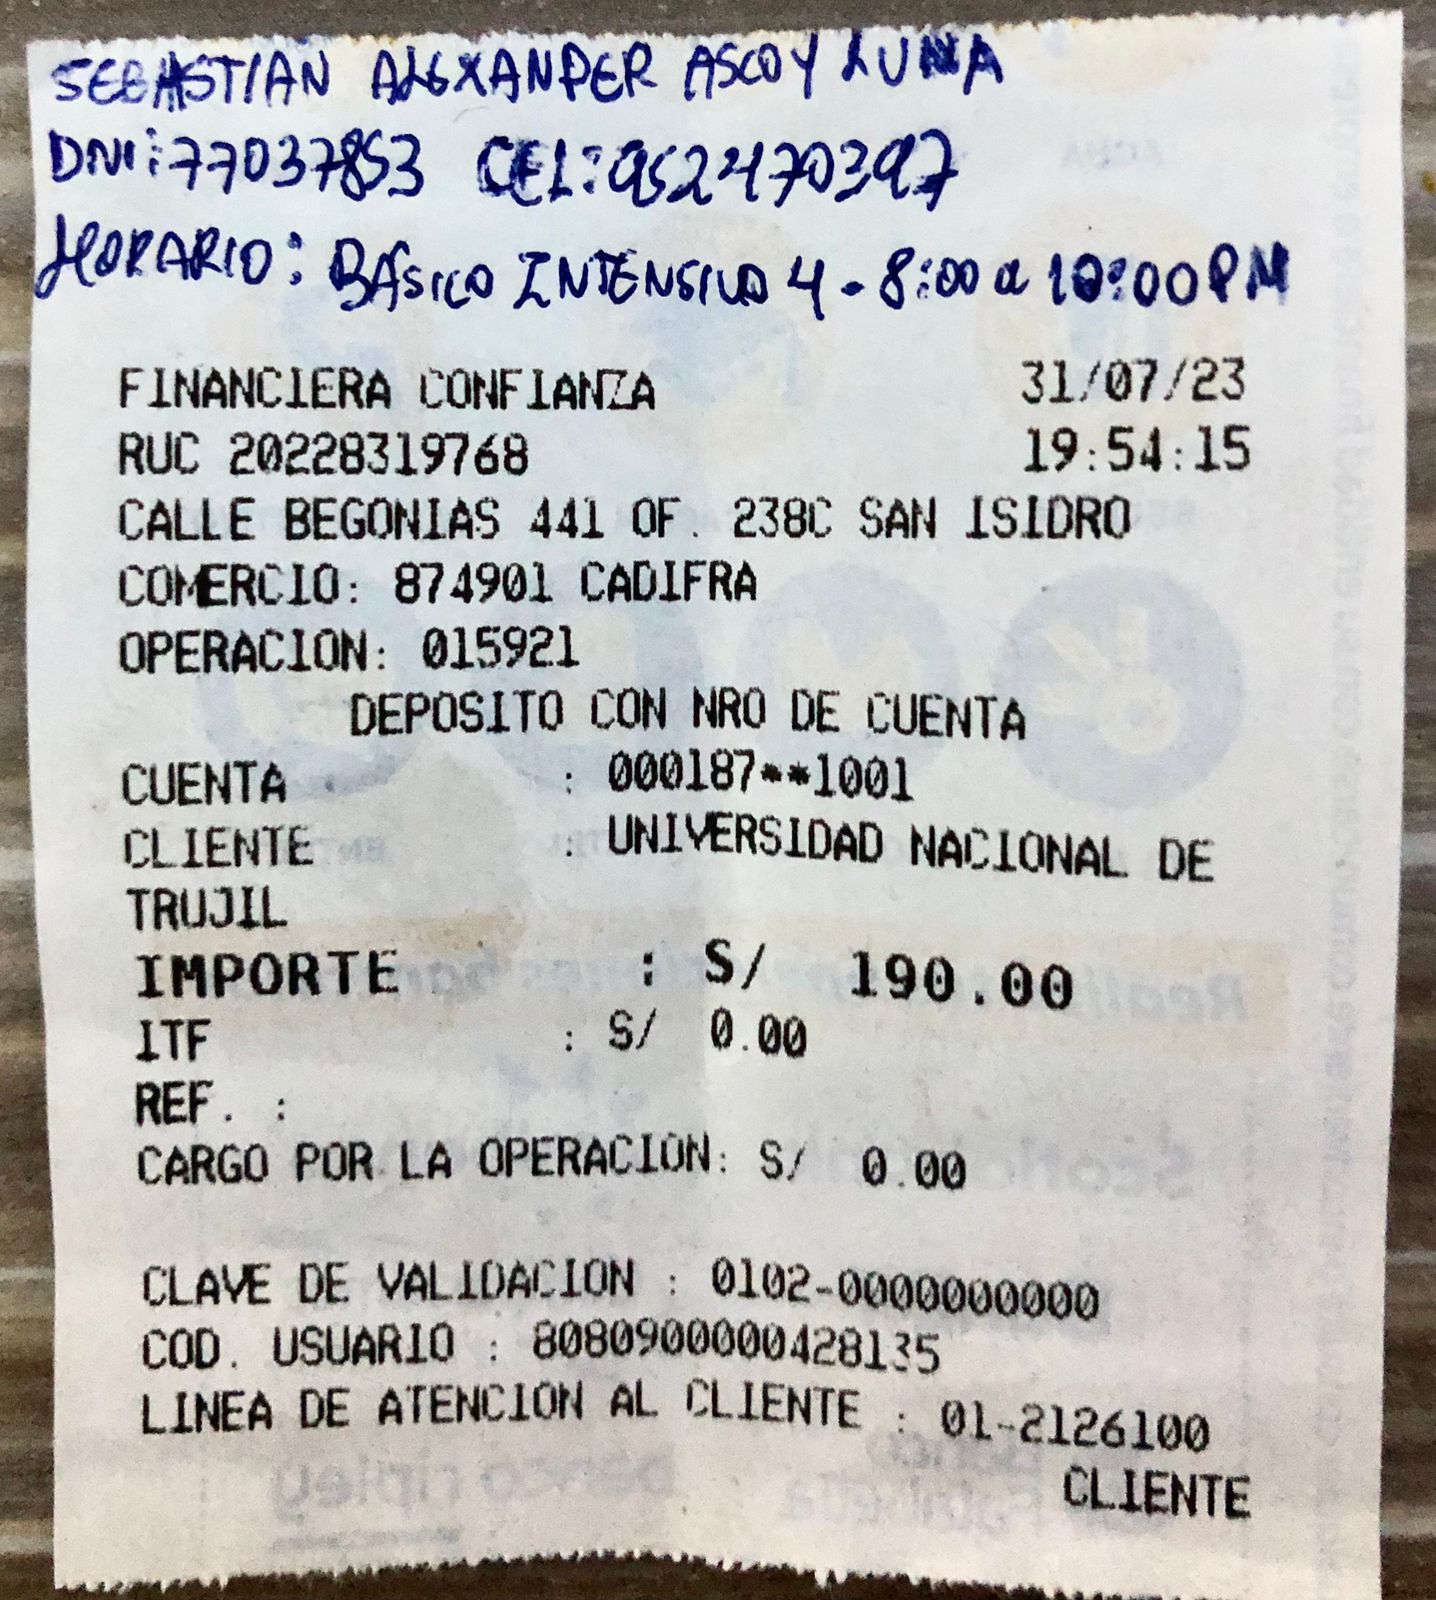 SEBASTIAN ALEXANDER ASCOY LUNA
DNI:77037853 CEL:952470397
HORARIO: BÁSICO INTENSIVO 4 - 8:00 a 10:00 PM
FINANCIERA CONFIANZA 31/07/23
RUC 20228319768 19:54:15
CALLE BEGONIAS 441 OF. 238C SAN ISIDRO
COMERCIO: 874901 CADIFRA
OPERACION: 015921
DEPOSITO CON NRO DE CUENTA
CUENTA : 000187**1001
CLIENTE : UNIVERSIDAD NACIONAL DE
TRUJIL
IMPORTE : S/ 190.00
ITF : S/ 0.00
REF. :
CARGO POR LA OPERACION: S/ 0.00
CLAVE DE VALIDACION : 0102-0000000000
COD. USUARIO : 8080900000428135
LINEA DE ATENCION AL CLIENTE : 01-2126100
CLIENTE